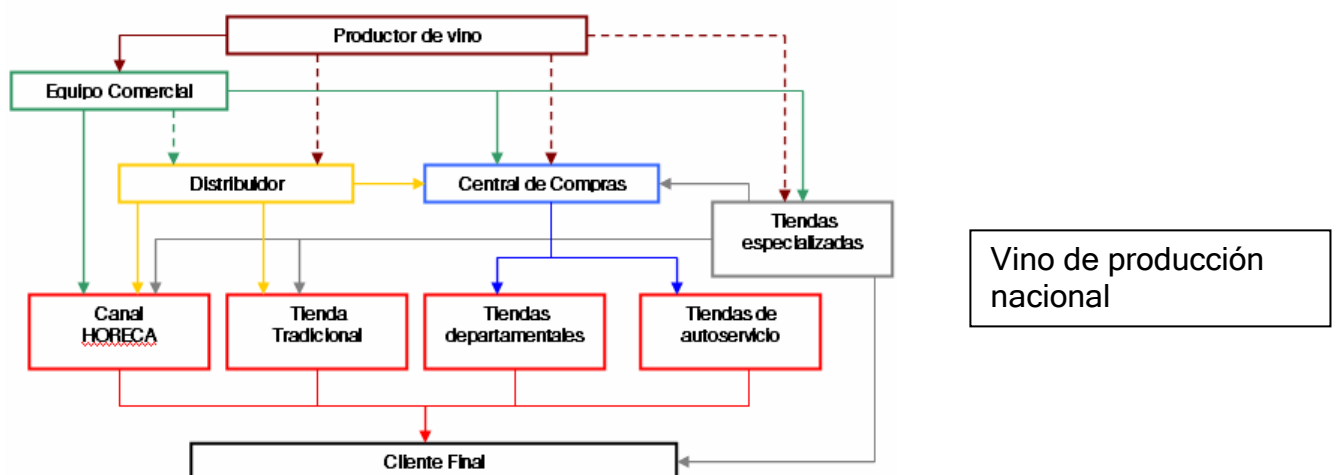 Productor de vino
Equipo Comercial
Distribuidor
Central de Compras
Tiendas
especializadas
Vino de producción
nacional
Canal
HORECA
Tienda
Tradicional
Tiendas
departamentales
Tiendas de
autoservicio
Cliente Final